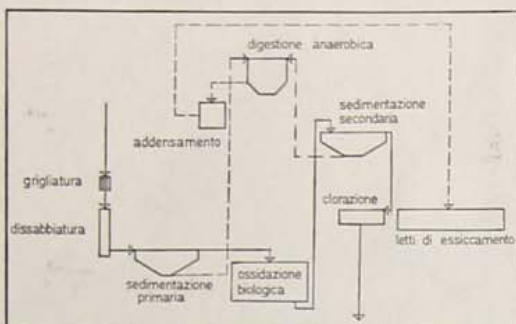 digestione anaerobica
sedimentazione
secondaria
addensamento
grigliatura
clorazione
dissabbiatura
letti di essiccamento
ossidazione
biologica
sedimentazione
primaria